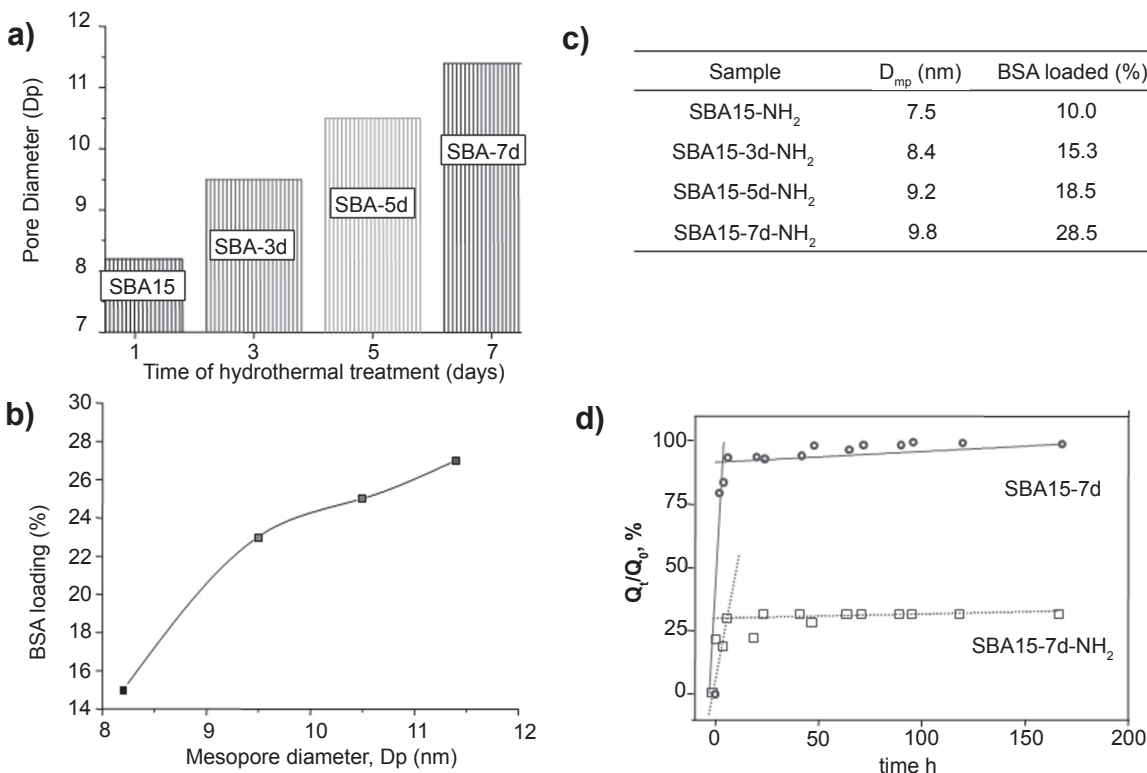 a)
Pore Diameter (Dp)
12
11
10
9
8
7
SBA15
SBA-3d
SBA-5d
SBA-7d
1 3 5 7
Time of hydrothermal treatment (days)
b)
BSA loading (%)
30
28
26
24
22
20
18
16
14
8 9 10 11 12
Mesopore diameter, Dp (nm)
c)
Sample Dmp (nm) BSA loaded (%)
SBA15-NH2 7.5 10.0
SBA15-3d-NH2 8.4 15.3
SBA15-5d-NH2 9.2 18.5
SBA15-7d-NH2 9.8 28.5
d)
Qt/Q0, %
100
75
50
25
0
SBA15-7d
SBA15-7d-NH2
0 50 100 150 200
time h